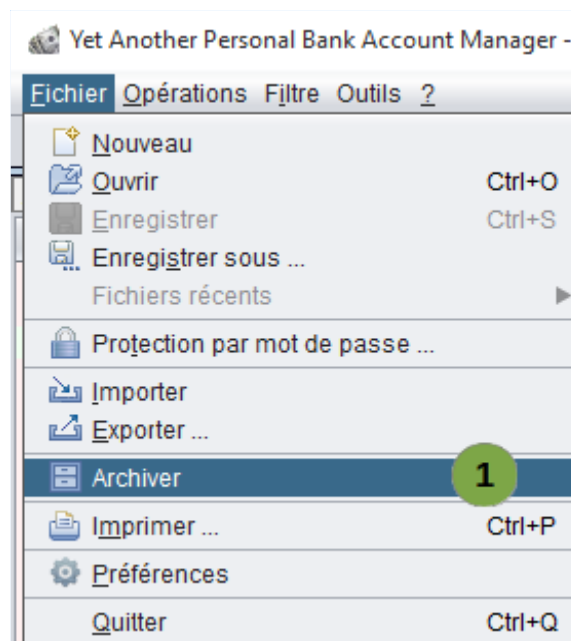 Yet Another Personal Bank Account Manager -
Fichier Opérations Filtre Outils ?
Nouveau
Ouvrir Ctrl+O
Enregistrer Ctrl+S
Enregistrer sous ...
Fichiers récents
Protection par mot de passe ...
Importer
Exporter ...
Archiver 1
Imprimer ... Ctrl+P
Préférences
Quitter Ctrl+Q